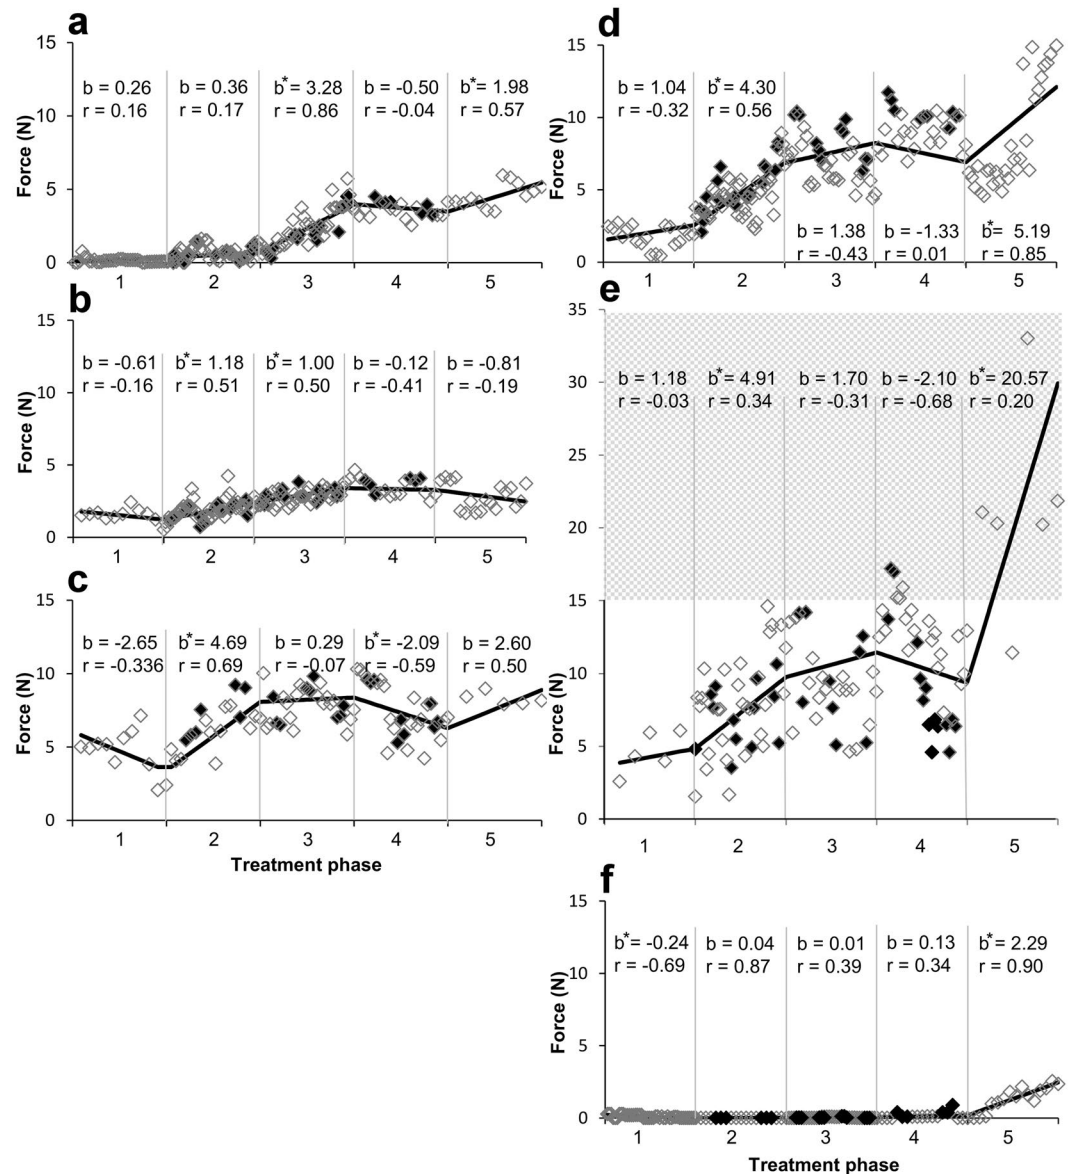 a
15
10
5
0
Force (N)
b = 0.26
r = 0.16
b = 0.36
r = 0.17
b* = 3.28
r = 0.86
b = -0.50
r = -0.04
b* = 1.98
r = 0.57
1 2 3 4 5
b
15
10
5
0
Force (N)
b = -0.61
r = -0.16
b* = 1.18
r = 0.51
b* = 1.00
r = 0.50
b = -0.12
r = -0.41
b = -0.81
r = -0.19
1 2 3 4 5
c
15
10
5
0
Force (N)
b = -2.65
r = -0.336
b* = 4.69
r = 0.69
b = 0.29
r = -0.07
b* = -2.09
r = -0.59
b = 2.60
r = 0.50
1 2 3 4 5
Treatment phase
d
15
10
5
0
Force (N)
b = 1.04
r = -0.32
b* = 4.30
r = 0.56
b = 1.38
r = -0.43
b = -1.33
r = 0.01
b* = 5.19
r = 0.85
1 2 3 4 5
e
35
30
25
20
15
10
5
0
Force (N)
b = 1.18
r = -0.03
b* = 4.91
r = 0.34
b = 1.70
r = -0.31
b = -2.10
r = -0.68
b* = 20.57
r = 0.20
1 2 3 4 5
f
15
10
5
0
Force (N)
b* = -0.24
r = -0.69
b = 0.04
r = 0.87
b = 0.01
r = 0.39
b = 0.13
r = 0.34
b* = 2.29
r = 0.90
1 2 3 4 5
Treatment phase